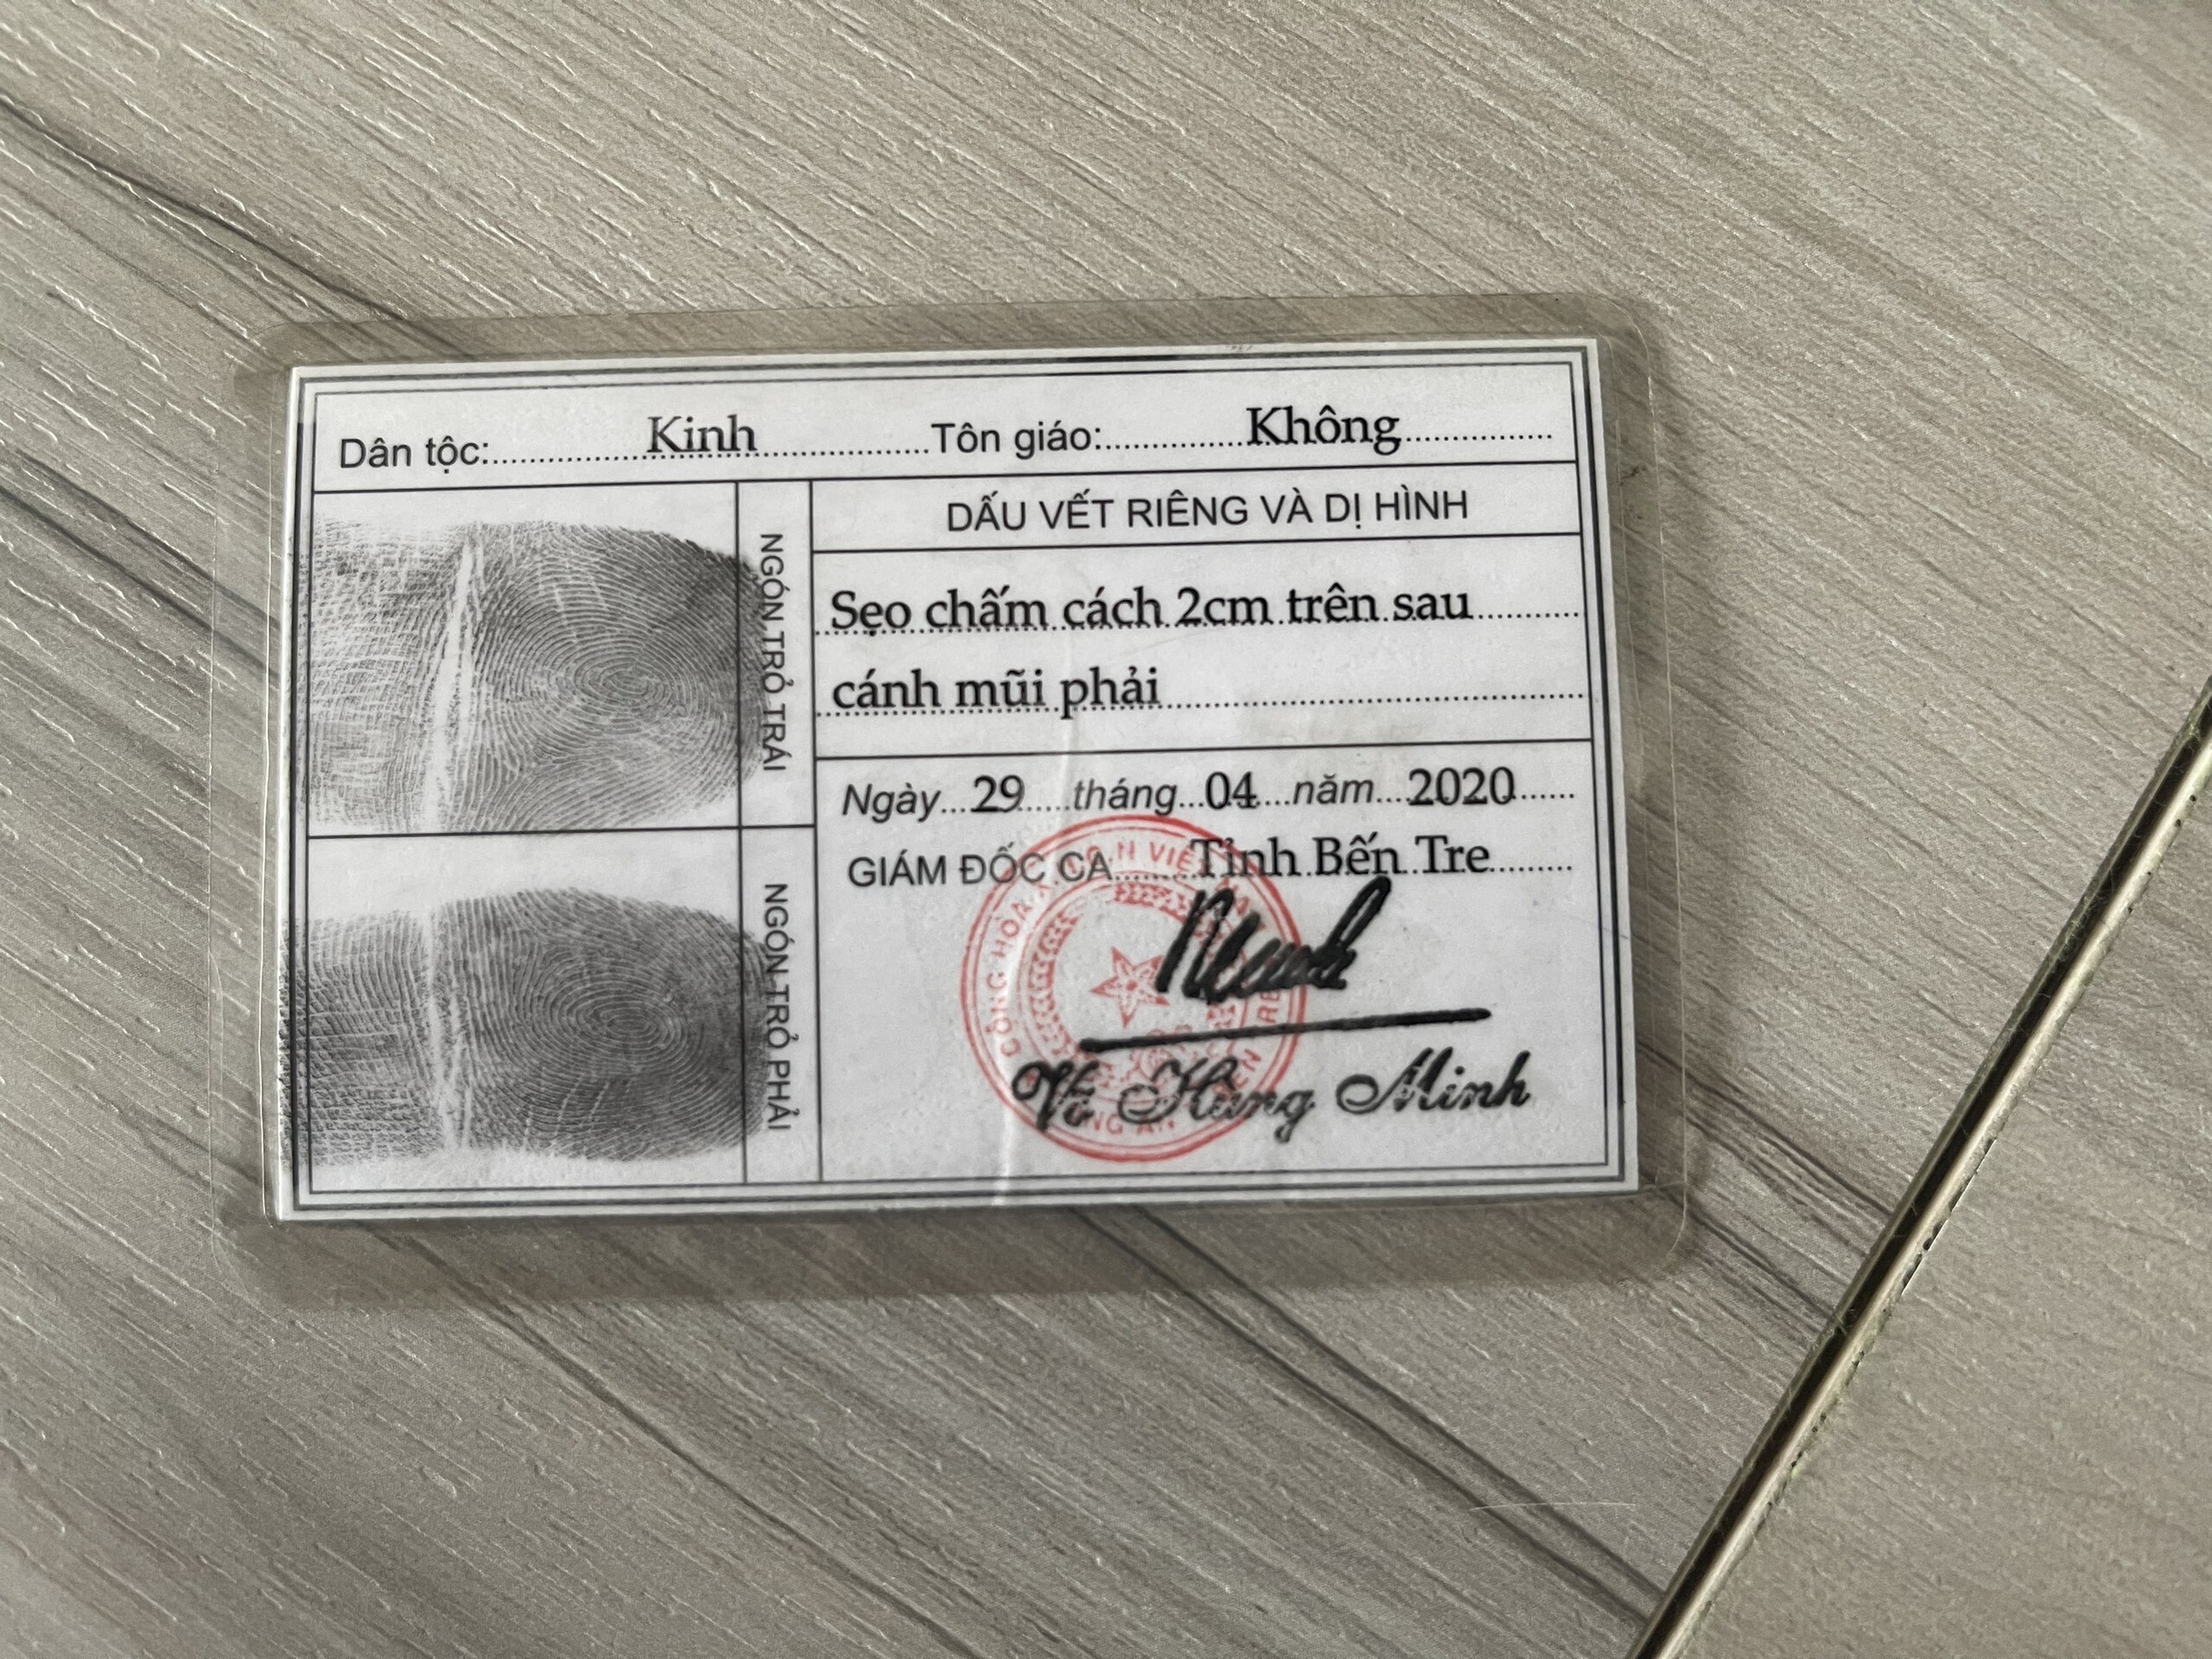 Dân tộc: Kinh Tôn giáo: Không
NGÓN TRỎ TRÁI
NGÓN TRỎ PHẢI
DẤU VẾT RIÊNG VÀ DỊ HÌNH
Sẹo chấm cách 2cm trên sau
cánh mũi phải
Ngày 29 tháng 04 năm 2020
GIÁM ĐỐC CA Tỉnh Bến Tre
Võ Hùng Minh